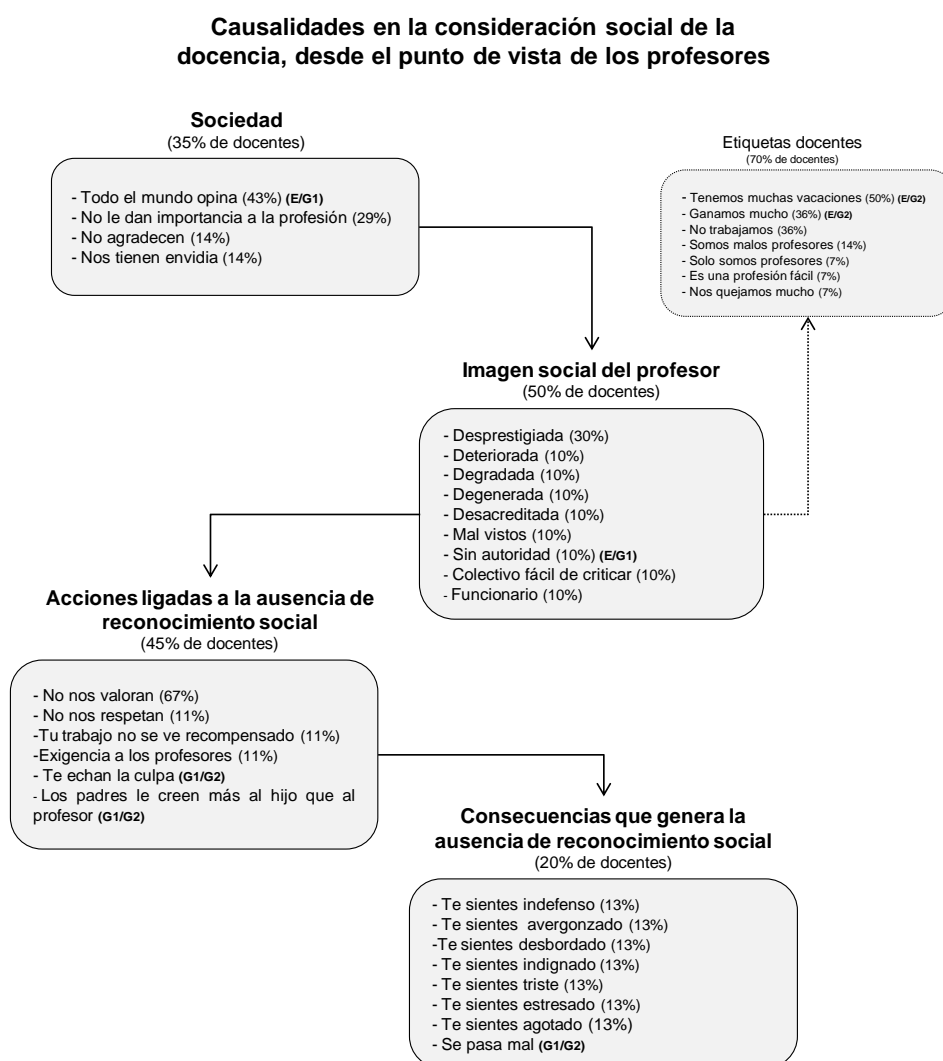 Causalidades en la consideración social de la
docencia, desde el punto de vista de los profesores
Sociedad
(35% de docentes)
- Todo el mundo opina (43%) (E/G1)
- No le dan importancia a la profesión (29%)
- No agradecen (14%)
- Nos tienen envidia (14%)
Etiquetas docentes
(70% de docentes)
- Tenemos muchas vacaciones (50%) (E/G2)
- Ganamos mucho (36%) (E/G2)
- No trabajamos (36%)
- Somos malos profesores (14%)
- Solo somos profesores (7%)
- Es una profesión fácil (7%)
- Nos quejamos mucho (7%)
Imagen social del profesor
(50% de docentes)
- Desprestigiada (30%)
- Deteriorada (10%)
- Degradada (10%)
- Degenerada (10%)
- Desacreditada (10%)
- Mal vistos (10%)
- Sin autoridad (10%) (E/G1)
- Colectivo fácil de criticar (10%)
- Funcionario (10%)
Acciones ligadas a la ausencia de
reconocimiento social
(45% de docentes)
- No nos valoran (67%)
- No nos respetan (11%)
-Tu trabajo no se ve recompensado (11%)
-Exigencia a los profesores (11%)
- Te echan la culpa (G1/G2)
- Los padres le creen más al hijo que al
profesor (G1/G2)
Consecuencias que genera la
ausencia de reconocimiento social
(20% de docentes)
- Te sientes indefenso (13%)
- Te sientes avergonzado (13%)
-Te sientes desbordado (13%)
- Te sientes indignado (13%)
- Te sientes triste (13%)
- Te sientes estresado (13%)
- Te sientes agotado (13%)
- Se pasa mal (G1/G2)